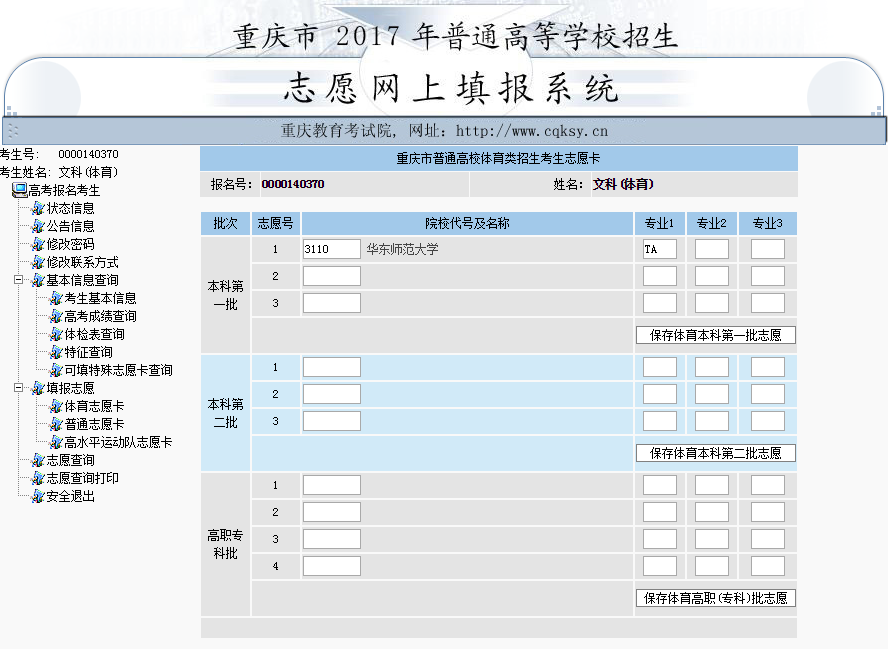 重庆市 2017 年普通高等学校招生
志愿网上填报系统
重庆教育考试院, 网址: http://www.cqksy.cn
考生号: 0000140370
考生姓名: 文科(体育)
高考报名考生
状态信息
公告信息
修改密码
修改联系方式
基本信息查询
考生基本信息
高考成绩查询
体检表查询
特征查询
可填特殊志愿卡查询
填报志愿
体育志愿卡
普通志愿卡
高水平运动队志愿卡
志愿查询
志愿查询打印
安全退出
重庆市普通高校体育类招生考生志愿卡
报名号: 0000140370 姓名: 文科(体育)
批次 志愿号 院校代号及名称 专业1 专业2 专业3
本科第一批
1 3110 华东师范大学 TA
2
3
保存体育本科第一批志愿
本科第二批
1
2
3
保存体育本科第二批志愿
高职专科批
1
2
3
4
保存体育高职(专科)批志愿